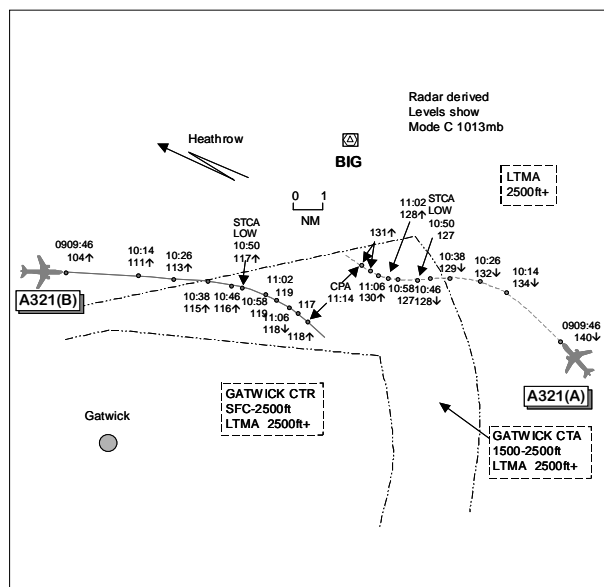 Radar derived
Levels show
Mode C 1013mb
Heathrow
BIG
LTMA
2500ft+
0 1
NM
STCA
LOW
10:50
117↑
11:02
128↑
STCA
LOW
10:50
127
131↑
0909:46
104↑
10:14
111↑
10:26
113↑
10:38
129↓
10:26
132↓
10:14
134↓
A321(B)
10:38
115↑
10:46
116↑
10:58
119
11:02
119
11:06
118↓
117
118↑
CPA
11:14
11:06
130↑
10:58
127
10:46
128↓
0909:46
140↓
A321(A)
GATWICK CTR
SFC-2500ft
LTMA 2500ft+
Gatwick
GATWICK CTA
1500-2500ft
LTMA 2500ft+